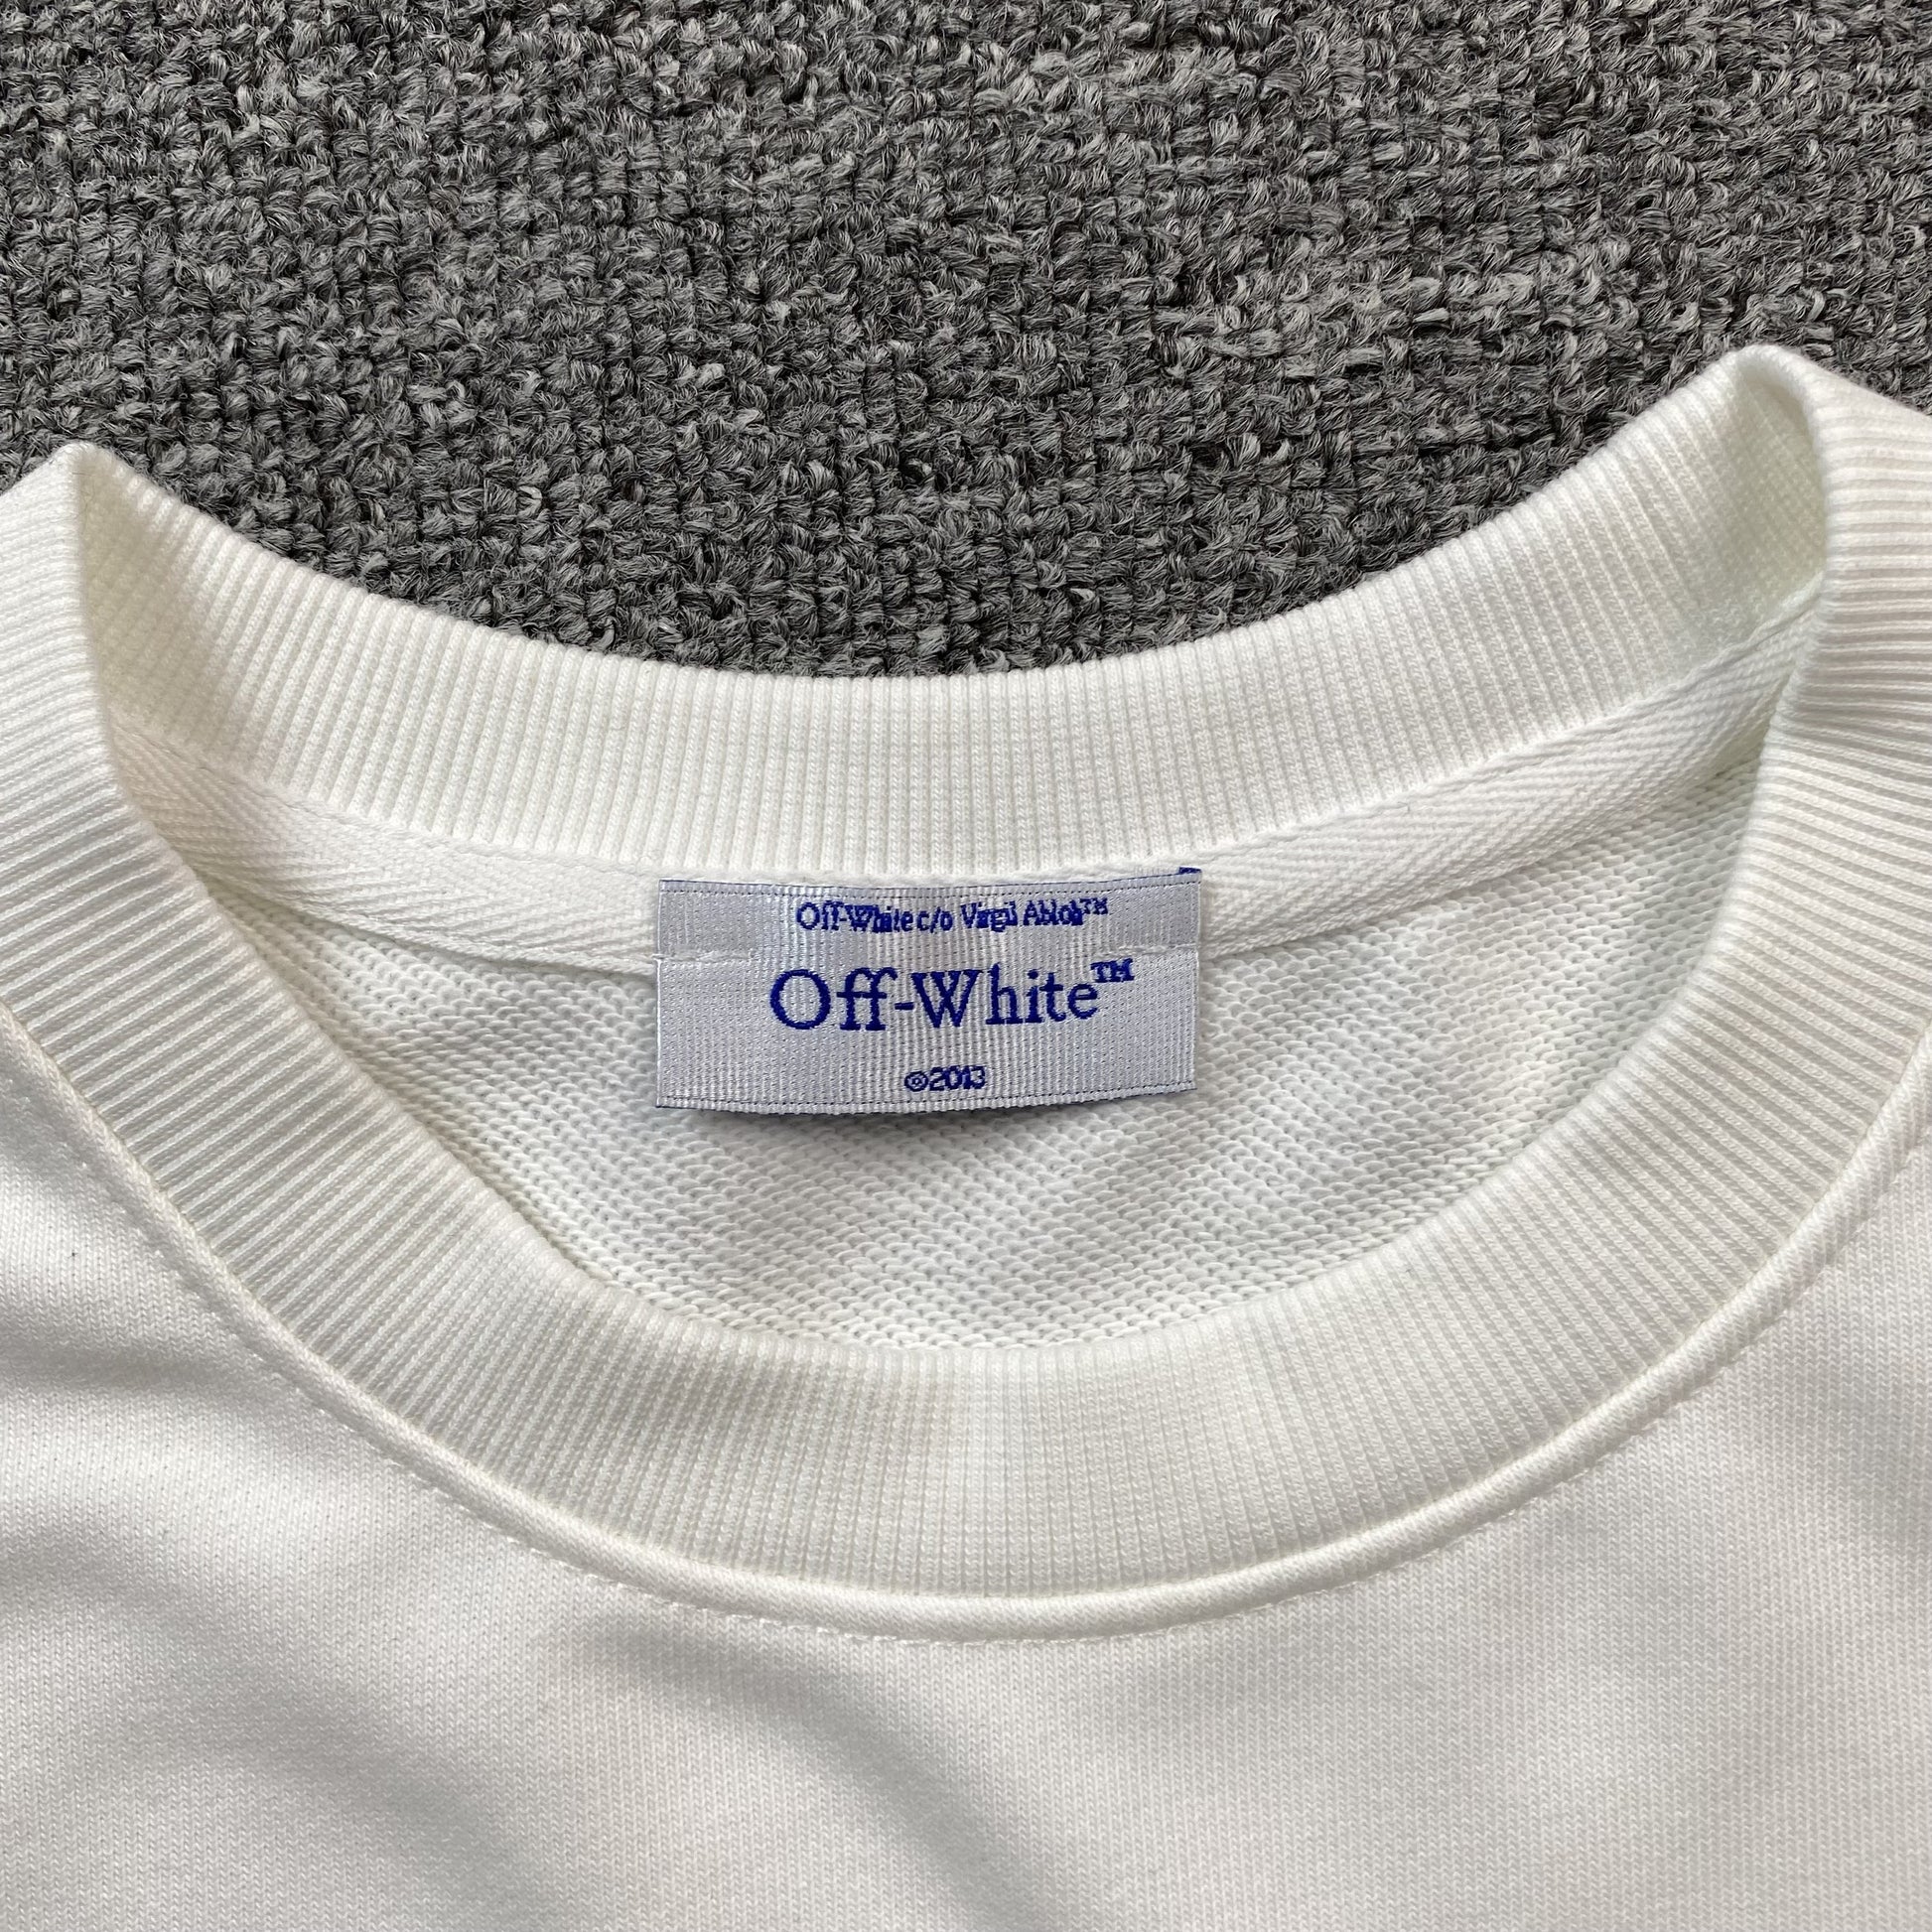 Off-White c/o Virgil Abloh™
Off-White™
©2013